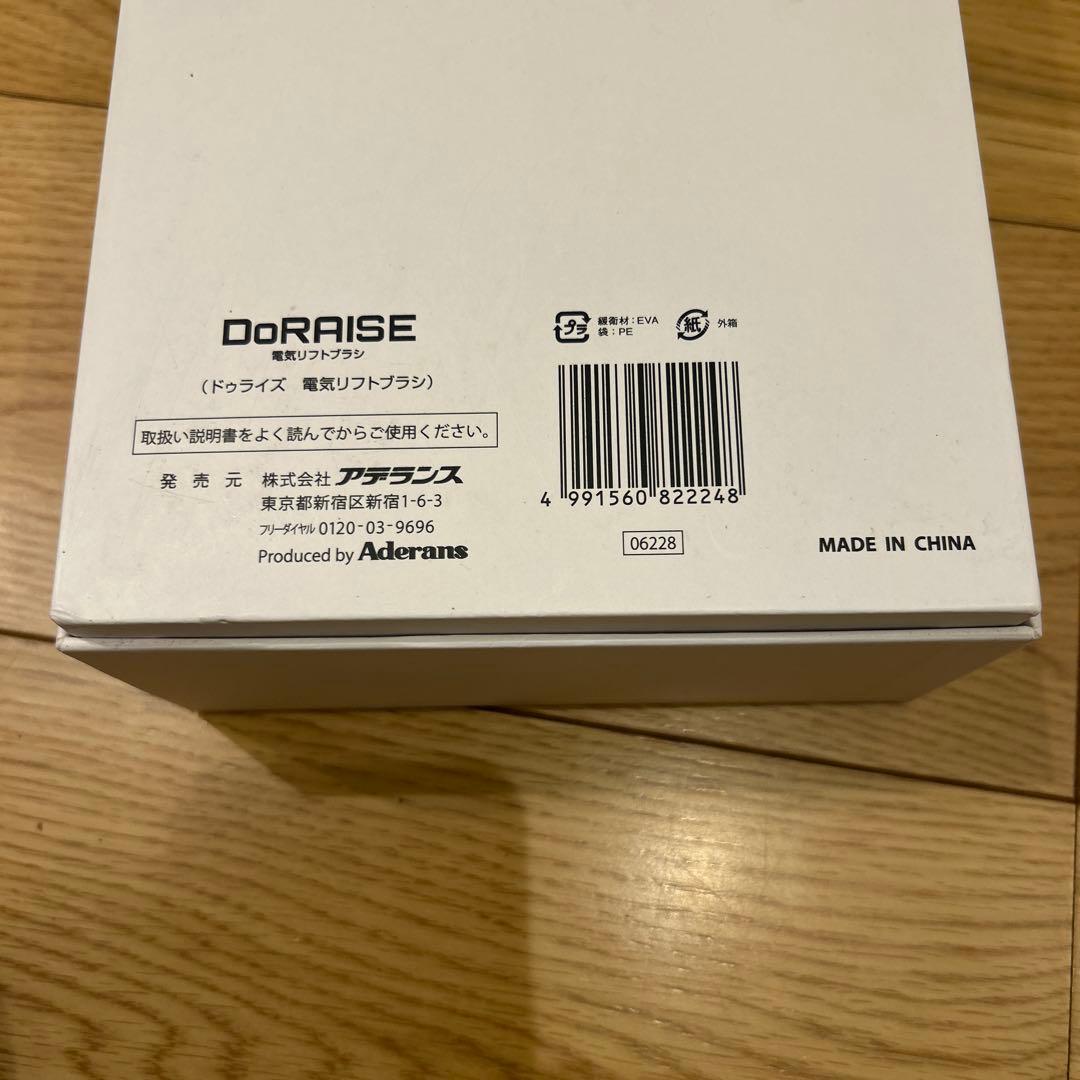 DoRAISE
電気リフトブラシ
（ドゥライズ　電気リフトブラシ）
取扱い説明書をよく読んでからご使用ください。
発売元　株式会社 アデランス
東京都新宿区新宿1-6-3
フリーダイヤル 0120-03-9696
Produced by Aderans
プラ
緩衝材：EVA
袋：PE
紙 外箱
4 991560 822248
06228
MADE IN CHINA